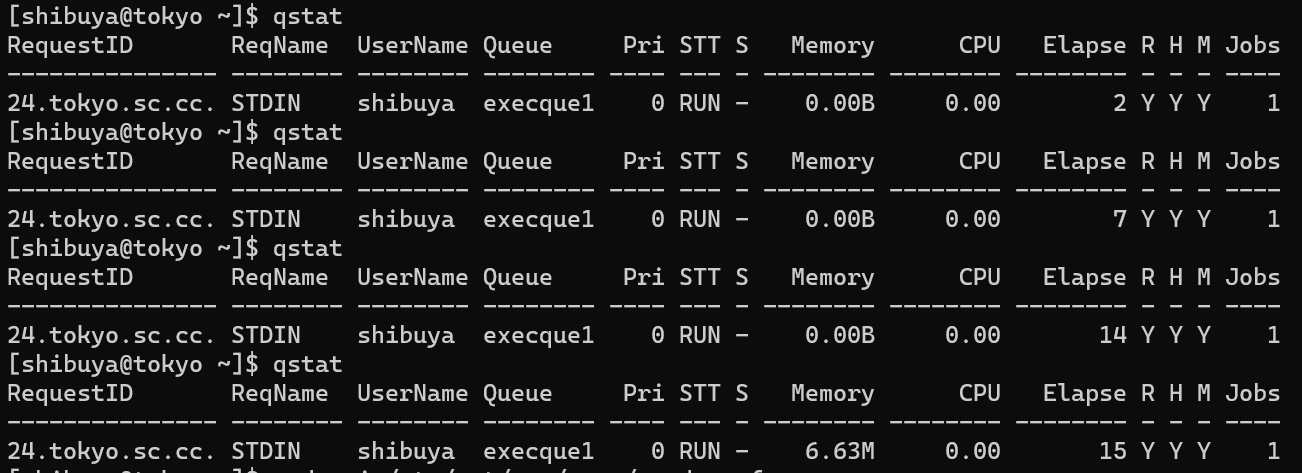 [shibuya@tokyo ~]$ qstat
RequestID       ReqName  UserName Queue     Pri STT S   Memory      CPU   Elapse R H M Jobs
--------------- -------- -------- -------- ---- --- - -------- -------- -------- - - - ----
24.tokyo.sc.cc. STDIN    shibuya  execque1    0 RUN -    0.00B     0.00        2 Y Y Y    1
[shibuya@tokyo ~]$ qstat
RequestID       ReqName  UserName Queue     Pri STT S   Memory      CPU   Elapse R H M Jobs
--------------- -------- -------- -------- ---- --- - -------- -------- -------- - - - ----
24.tokyo.sc.cc. STDIN    shibuya  execque1    0 RUN -    0.00B     0.00        7 Y Y Y    1
[shibuya@tokyo ~]$ qstat
RequestID       ReqName  UserName Queue     Pri STT S   Memory      CPU   Elapse R H M Jobs
--------------- -------- -------- -------- ---- --- - -------- -------- -------- - - - ----
24.tokyo.sc.cc. STDIN    shibuya  execque1    0 RUN -    0.00B     0.00       14 Y Y Y    1
[shibuya@tokyo ~]$ qstat
RequestID       ReqName  UserName Queue     Pri STT S   Memory      CPU   Elapse R H M Jobs
--------------- -------- -------- -------- ---- --- - -------- -------- -------- - - - ----
24.tokyo.sc.cc. STDIN    shibuya  execque1    0 RUN -    6.63M     0.00       15 Y Y Y    1
[shibuya@tokyo ~]$